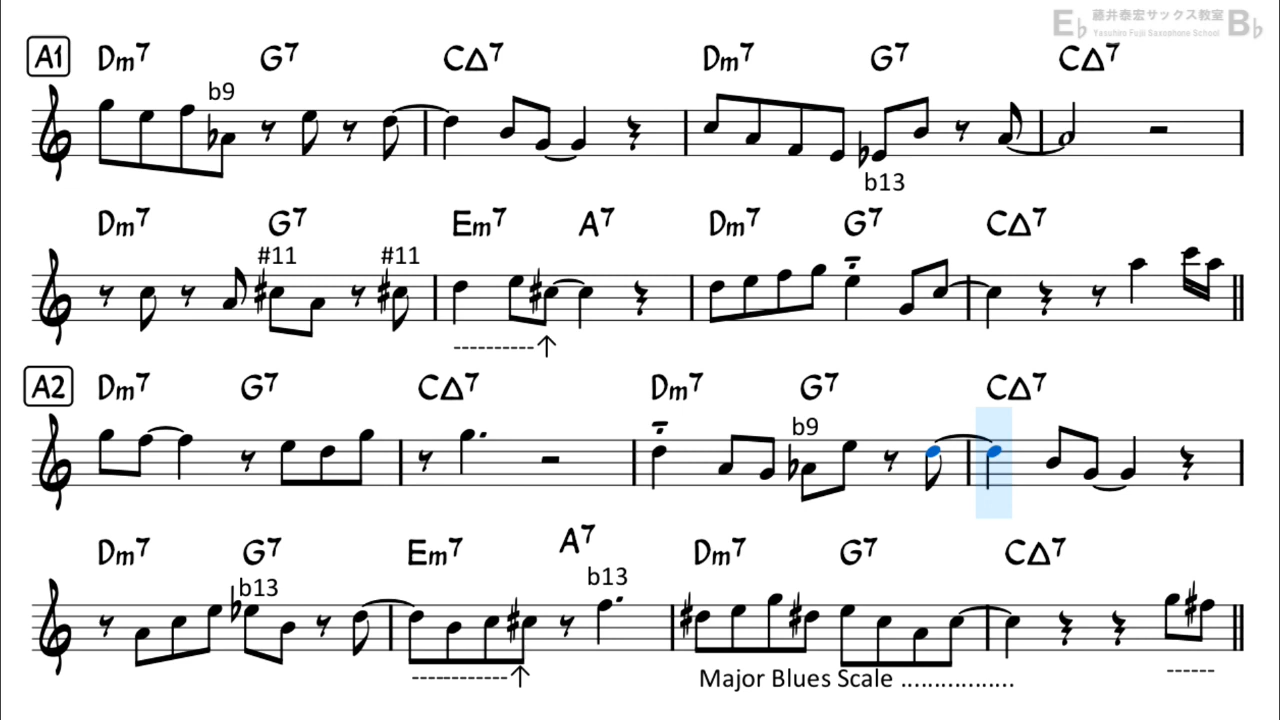 E♭ 藤井泰宏サックス教室 B♭
Yasuhiro Fujii Saxophone School
A1 Dm7 G7 CΔ7 Dm7 G7 CΔ7
b9
b13
Dm7 G7 Em7 A7 Dm7 G7 CΔ7
#11 #11
----------↑
A2 Dm7 G7 CΔ7 Dm7 G7 CΔ7
b9
Dm7 G7 Em7 A7 Dm7 G7 CΔ7
b13 b13
------------↑ Major Blues Scale ................. ------